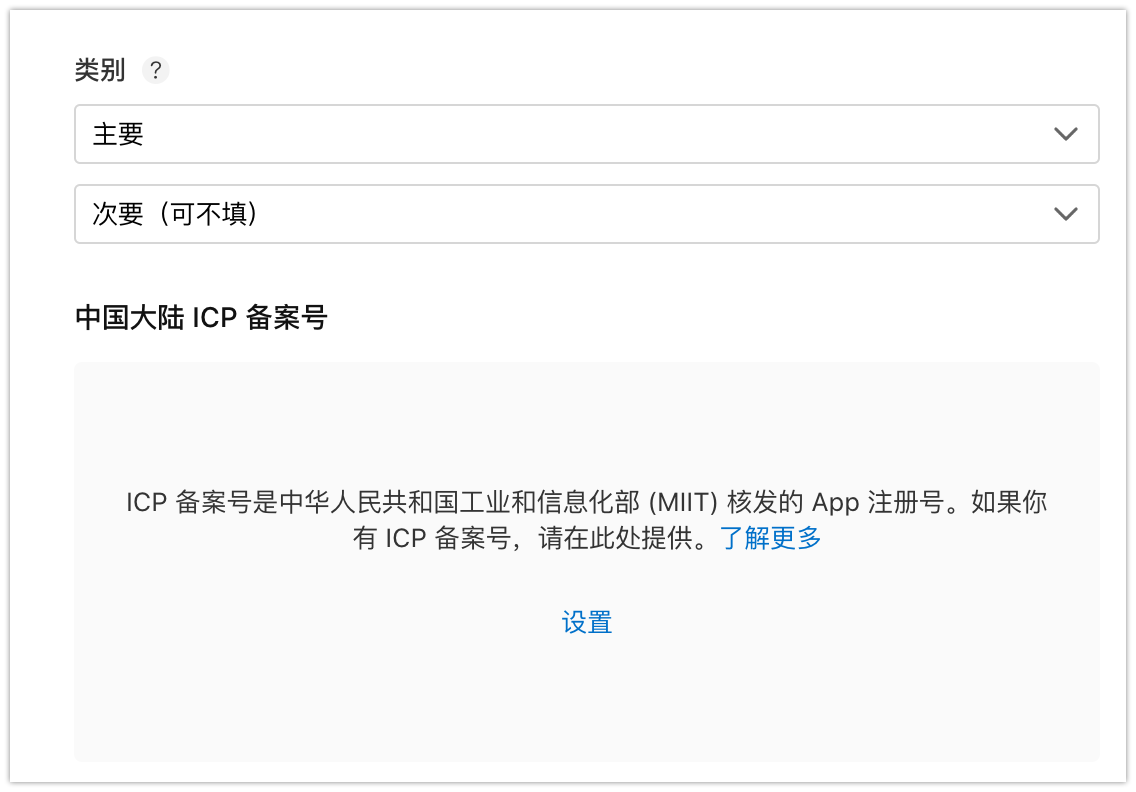 类别 ?
主要
次要（可不填）
中国大陆 ICP 备案号
ICP 备案号是中华人民共和国工业和信息化部 (MIIT) 核发的 App 注册号。如果你
有 ICP 备案号，请在此处提供。了解更多
设置